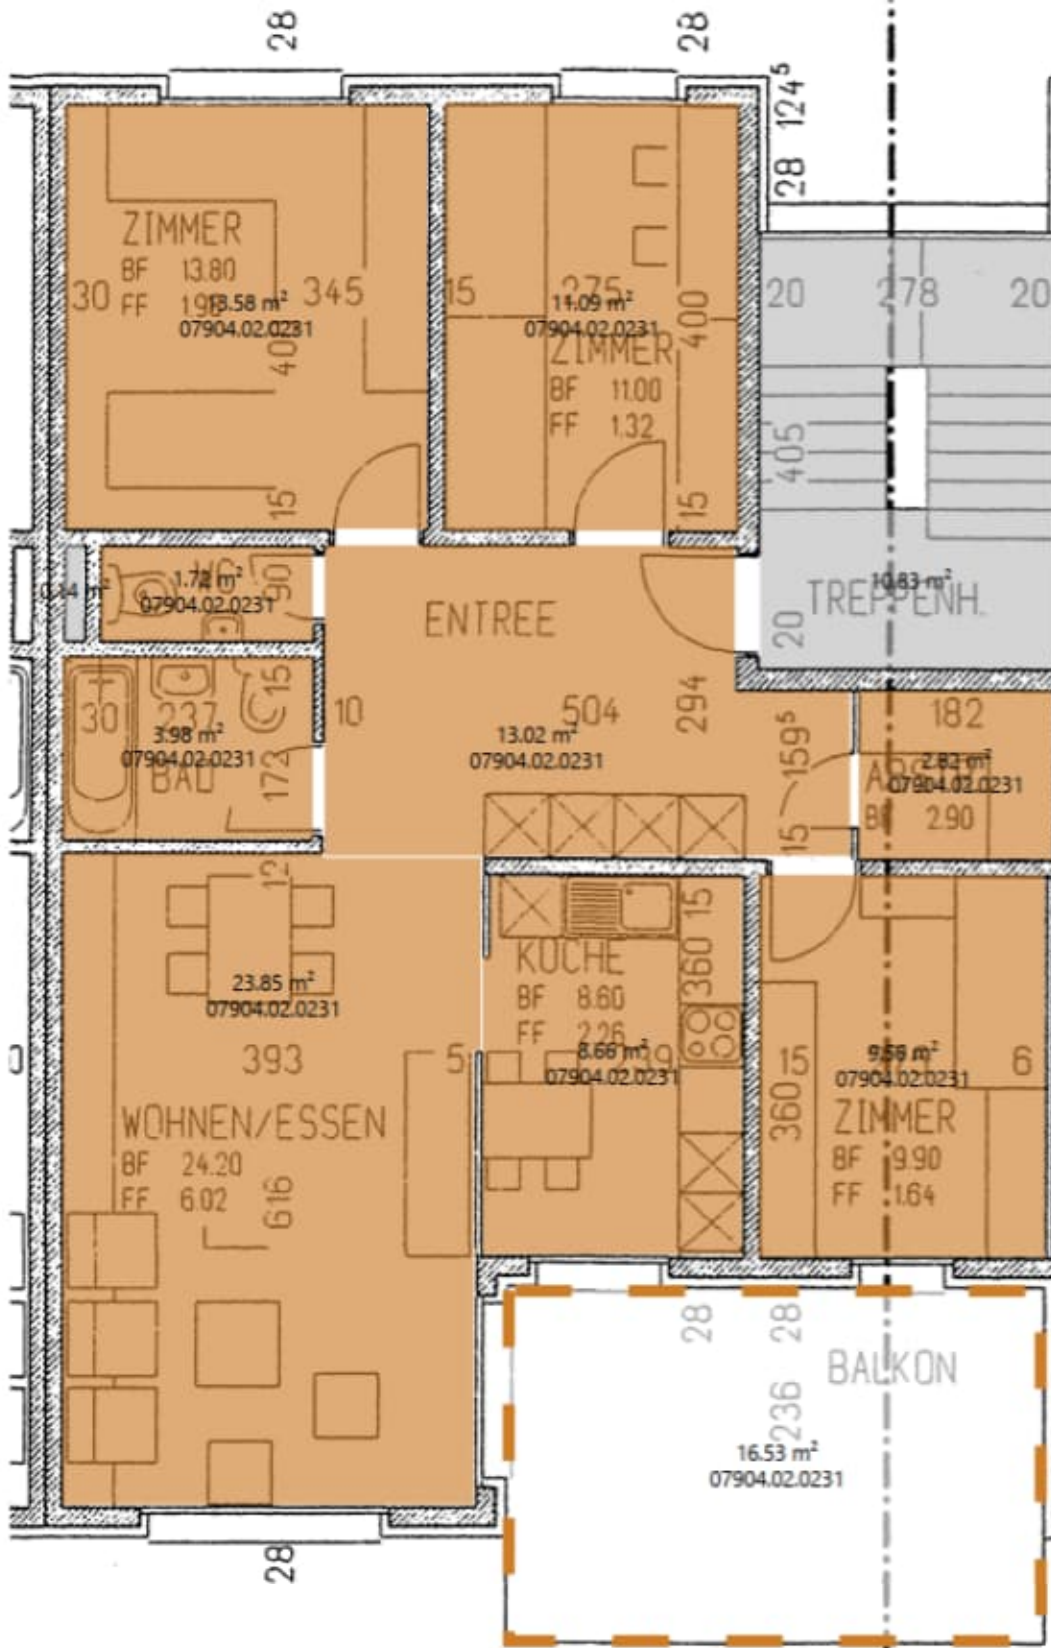 28
28
124⁵
28
ZIMMER
BF 13.80
FF
13.58 m²
07904.02.0231
30
345
15
275
11.09 m²
07904.02.0231
400
ZIMMER
BF 11.00
FF 1.32
20
278
20
405
15
15
0.14 m²
1.72 m²
07904.02.0231
90
ENTREE
TREPPENH.
10.83 m²
20
30
237
15
3.98 m²
07904.02.0231
BAD
172
10
504
294
13.02 m²
07904.02.0231
159⁵
15
182
2.82 m²
07904.02.0231
BF 2.90
12
23.85 m²
07904.02.0231
393
5
WOHNEN/ESSEN
BF 24.20
FF 6.02
616
KÜCHE
BF 8.60
FF 2.26
8.66 m²
07904.02.0231
15
360
15
9.56 m²
07904.02.0231
6
360
ZIMMER
BF 9.90
FF 1.64
28
28
236
BALKON
16.53 m²
07904.02.0231
28